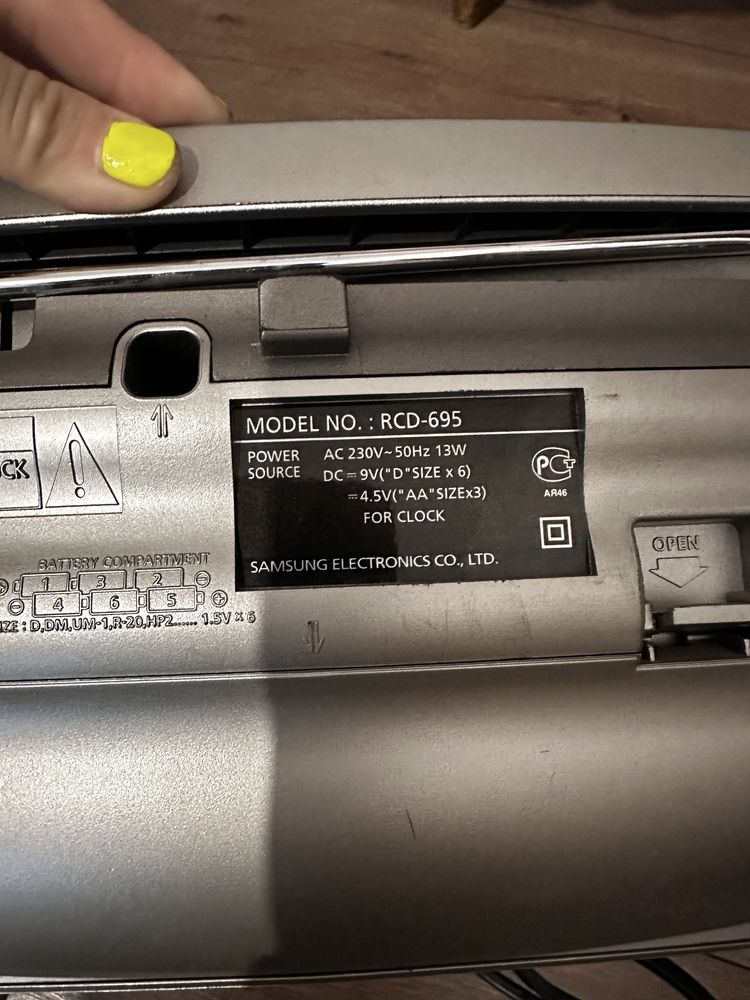 MODEL NO. : RCD-695
POWER SOURCE
AC 230V~50Hz 13W
DC ⎓ 9V("D"SIZE x 6)
⎓4.5V("AA"SIZEx3)
FOR CLOCK
РСТ
AЯ46
SAMSUNG ELECTRONICS CO., LTD.
OPEN
BATTERY COMPARTMENT
1 3 2
4 6 5
D,DM,UM-1,R-20,HP2...... 1.5V x 6